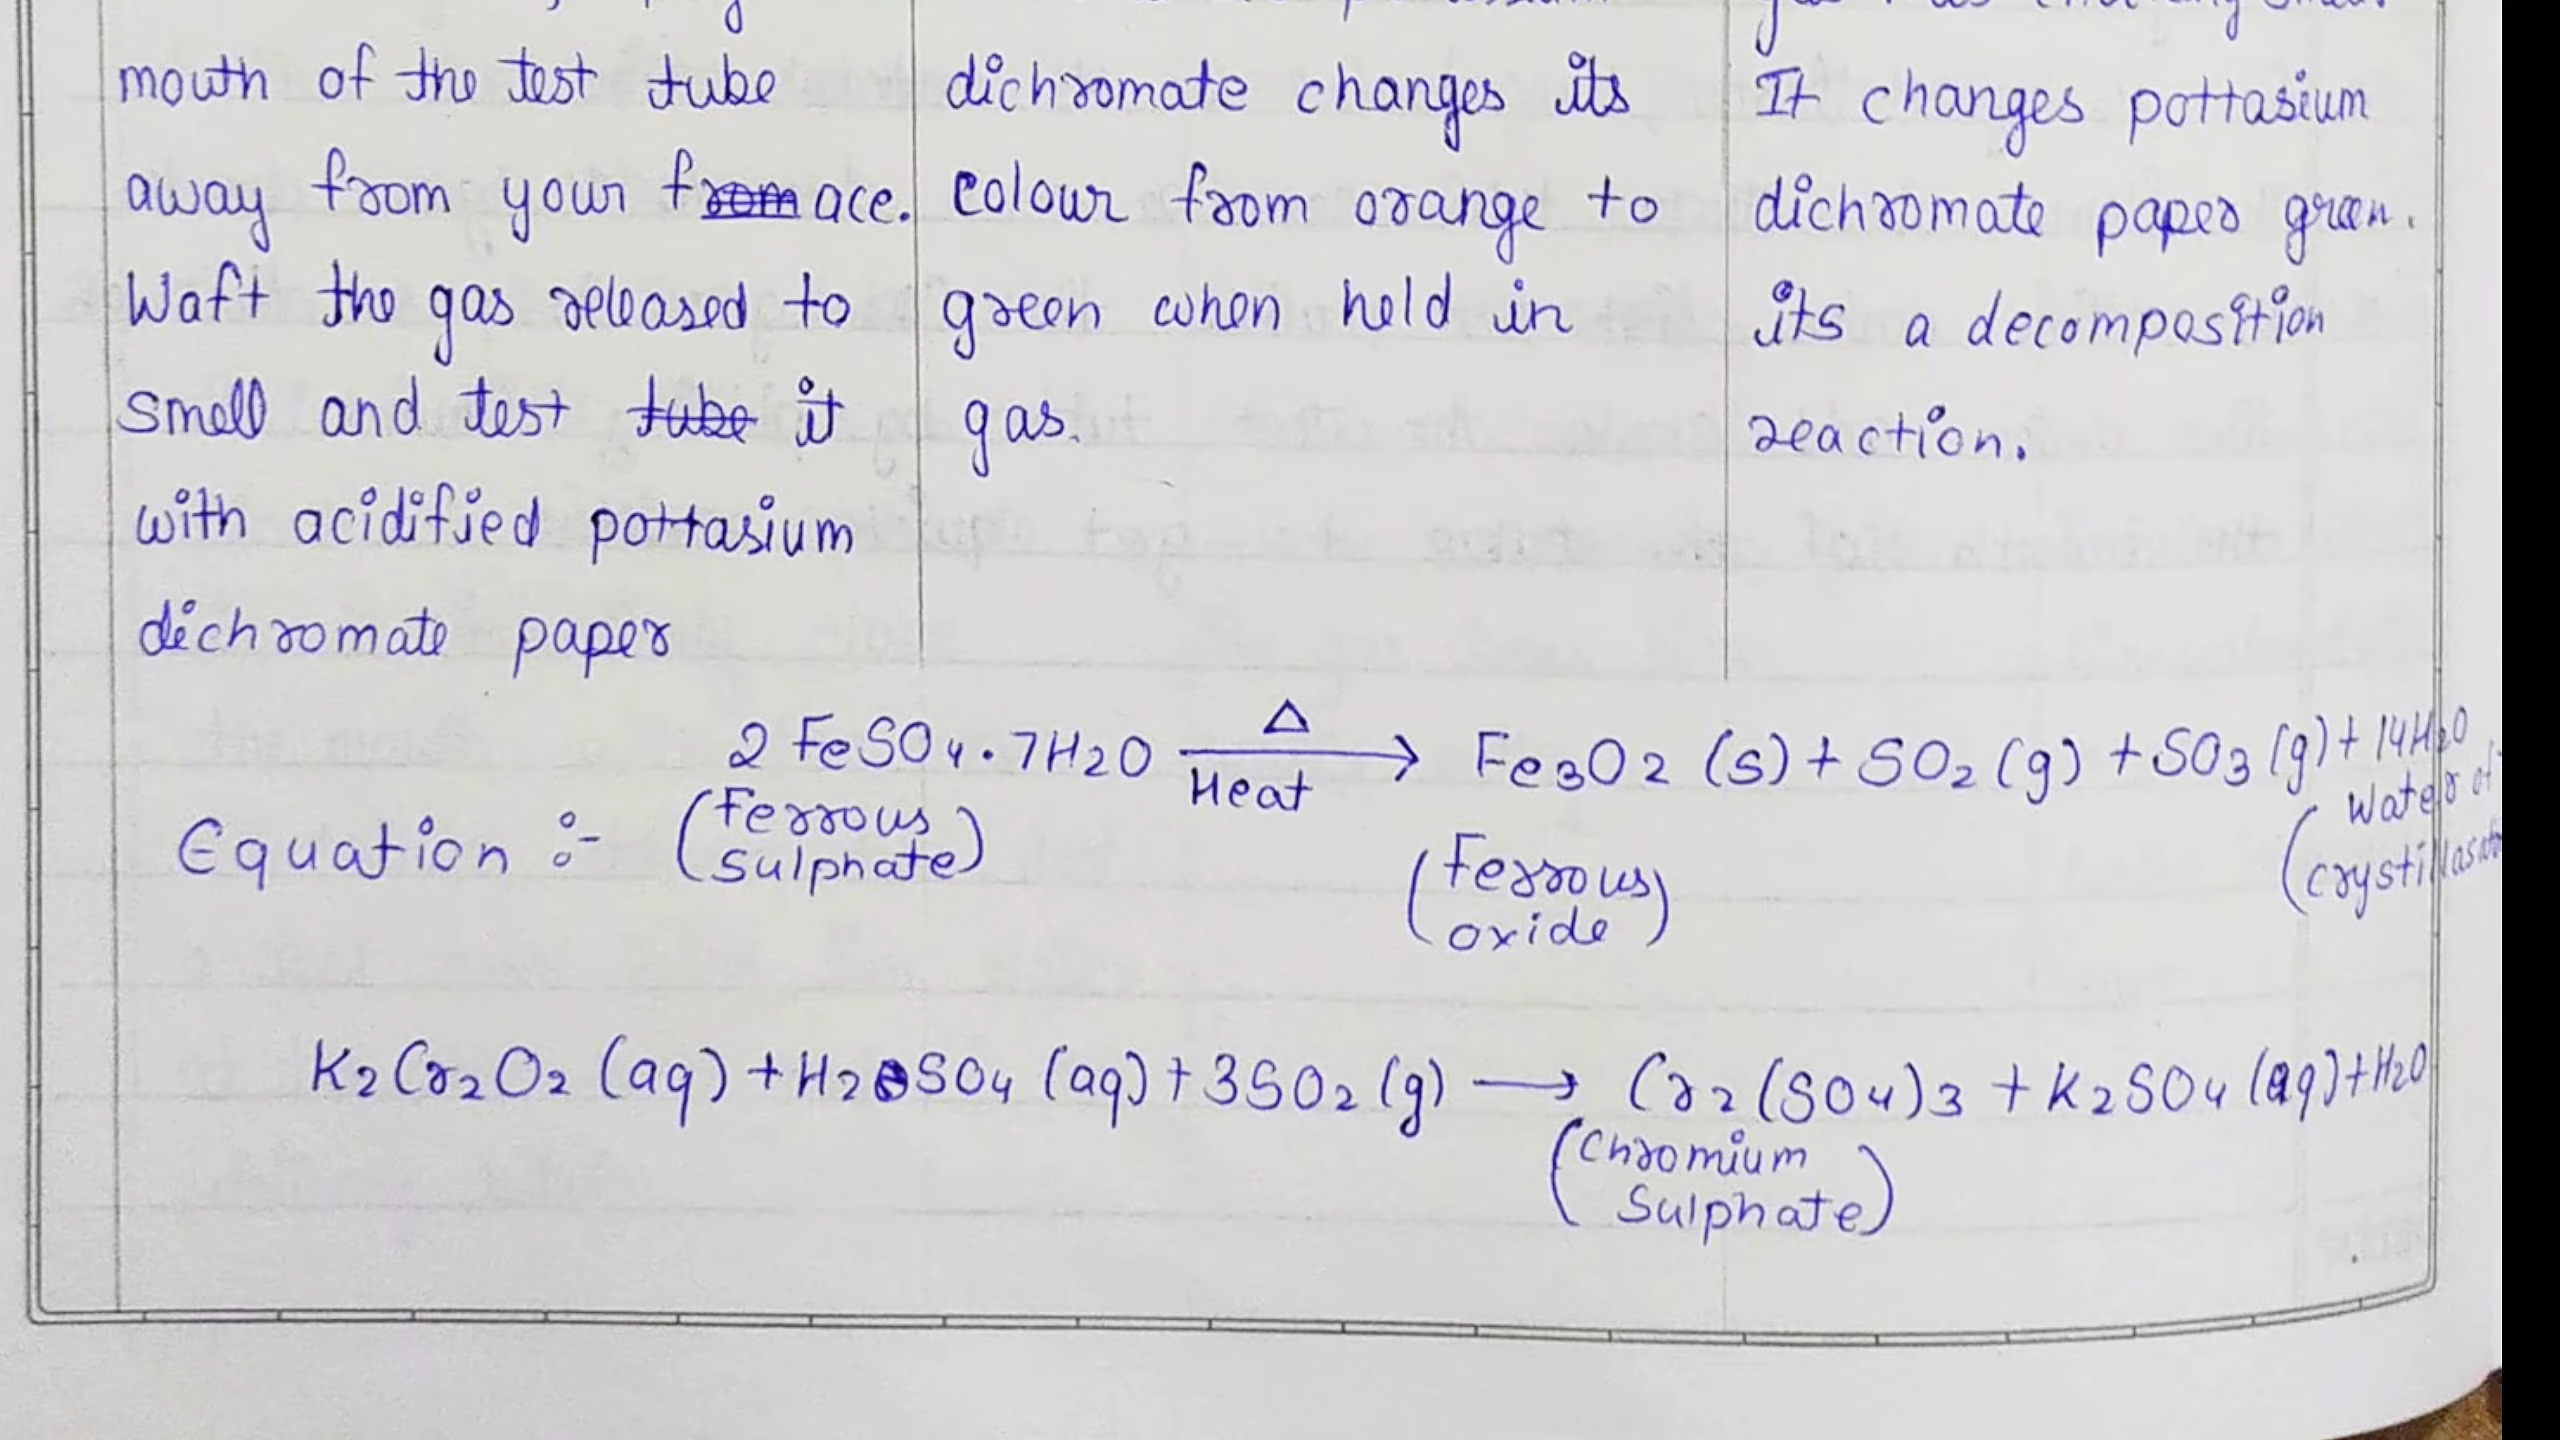 mouth of the test tube
away from your from ace.
Waft the gas released to
smell and test tube it
with acidified pottasium
dichromate paper
dichromate changes its
colour from orange to
green when held in
gas.
It changes pottasium
dichromate paper green.
its a decomposition
reaction.
2 FeSO4·7H2O Δ Heat → Fe3O2 (s) + SO2 (g) + SO3 (g) + 14H2O
Equation :- (Ferrous Sulphate) (Ferrous oxide) (Water of
K2Cr2O2 (aq) + H2SO4 (aq) + 3SO2 (g) → Cr2(SO4)3 + K2SO4 (aq) + H2O
(Chromium
Sulphate)